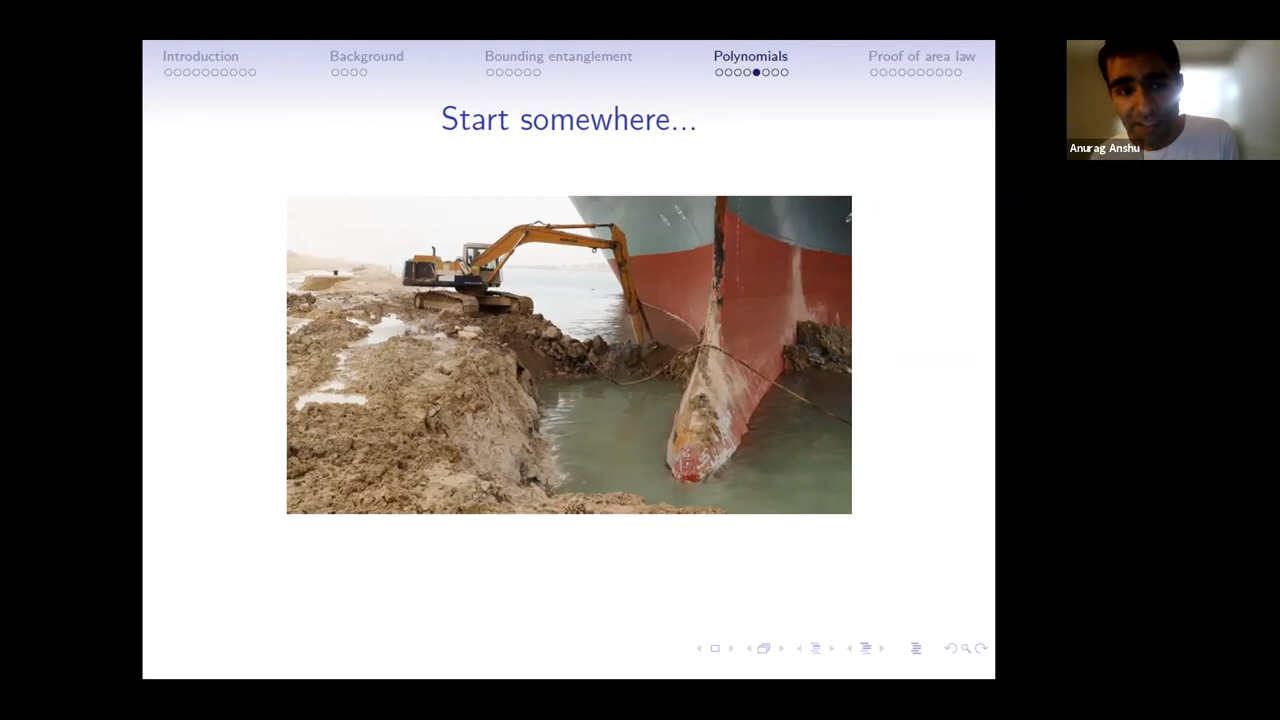 Introduction Background Bounding entanglement Polynomials Proof of area law
Start somewhere...
Anurag Anshu